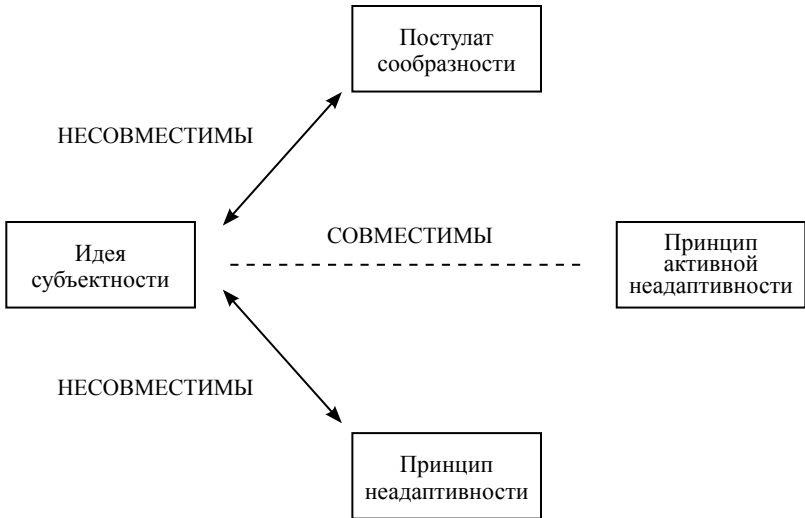 Постулат
сообразности
НЕСОВМЕСТИМЫ
СОВМЕСТИМЫ
Идея
субъектности
Принцип
активной
неадаптивности
НЕСОВМЕСТИМЫ
Принцип
неадаптивности